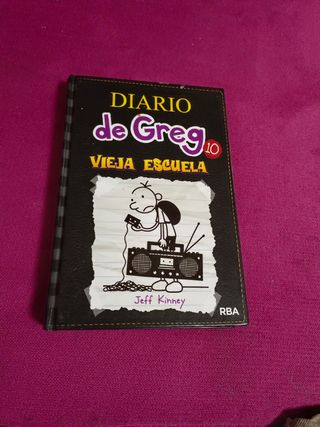 DIARIO
de Greg 10
VIEJA ESCUELA
Jeff Kinney
RBA